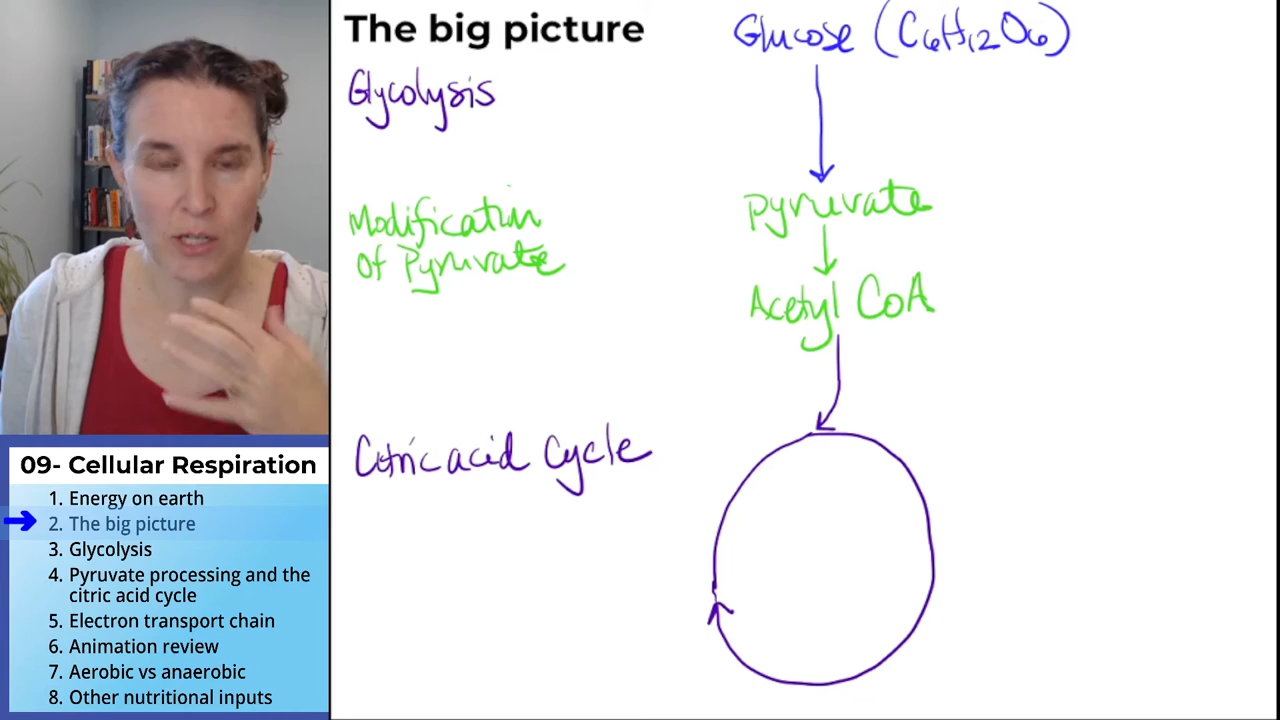 The big picture
Glucose (C6H12O6)
Glycolysis
Pyruvate
Modification
of Pyruvate
Acetyl CoA
Citric acid Cycle
09- Cellular Respiration
1. Energy on earth
2. The big picture
3. Glycolysis
4. Pyruvate processing and the
citric acid cycle
5. Electron transport chain
6. Animation review
7. Aerobic vs anaerobic
8. Other nutritional inputs